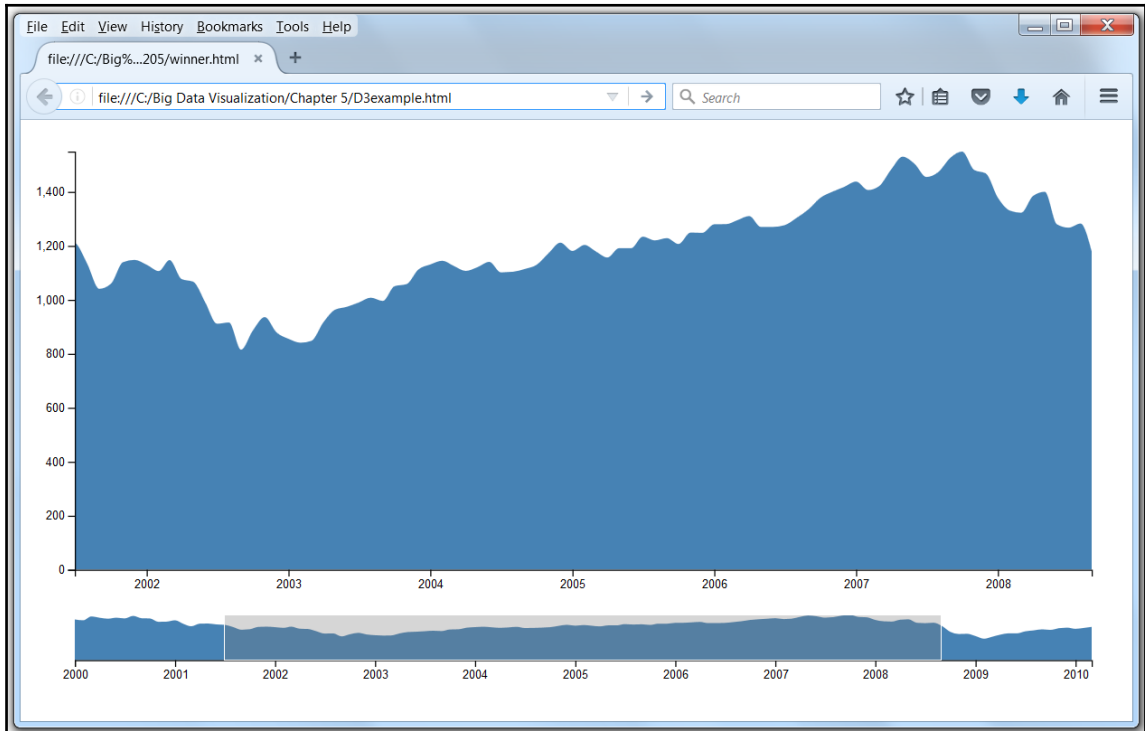 File Edit View History Bookmarks Tools Help
file:///C:/Big%...205/winner.html × +
file:///C:/Big Data Visualization/Chapter 5/D3example.html Search
1,400
1,200
1,000
800
600
400
200
0
2002 2003 2004 2005 2006 2007 2008
2000 2001 2002 2003 2004 2005 2006 2007 2008 2009 2010